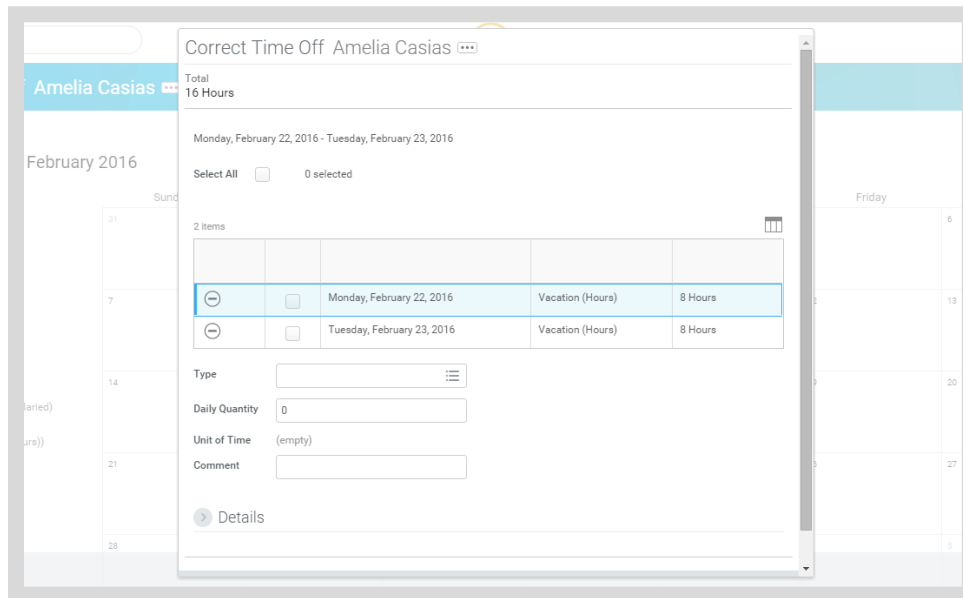 Correct Time Off Amelia Casias
Total
16 Hours
Amelia Casias
Monday, February 22, 2016 - Tuesday, February 23, 2016
February 2016
Select All 0 selected
Friday
31
6
2 items
7
Monday, February 22, 2016 Vacation (Hours) 8 Hours
13
Tuesday, February 23, 2016 Vacation (Hours) 8 Hours
Type
14
20
Daily Quantity 0
Unit of Time (empty)
Comment
21
27
Details
28